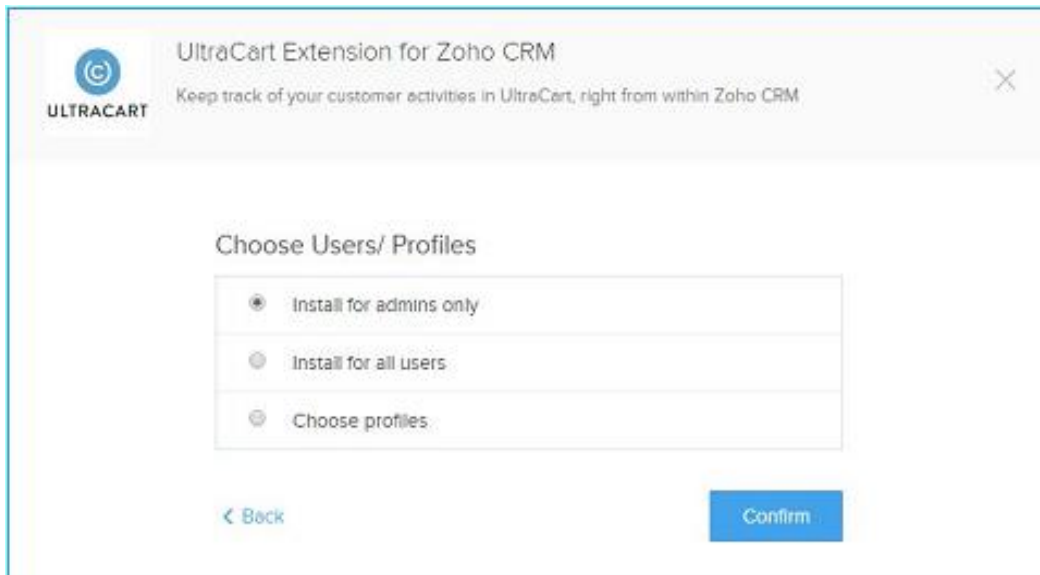 UltraCart Extension for Zoho CRM
Keep track of your customer activities in UltraCart, right from within Zoho CRM
(C)
ULTRACART
Choose Users/ Profiles
Install for admins only
Install for all users
Choose profiles
< Back
Confirm